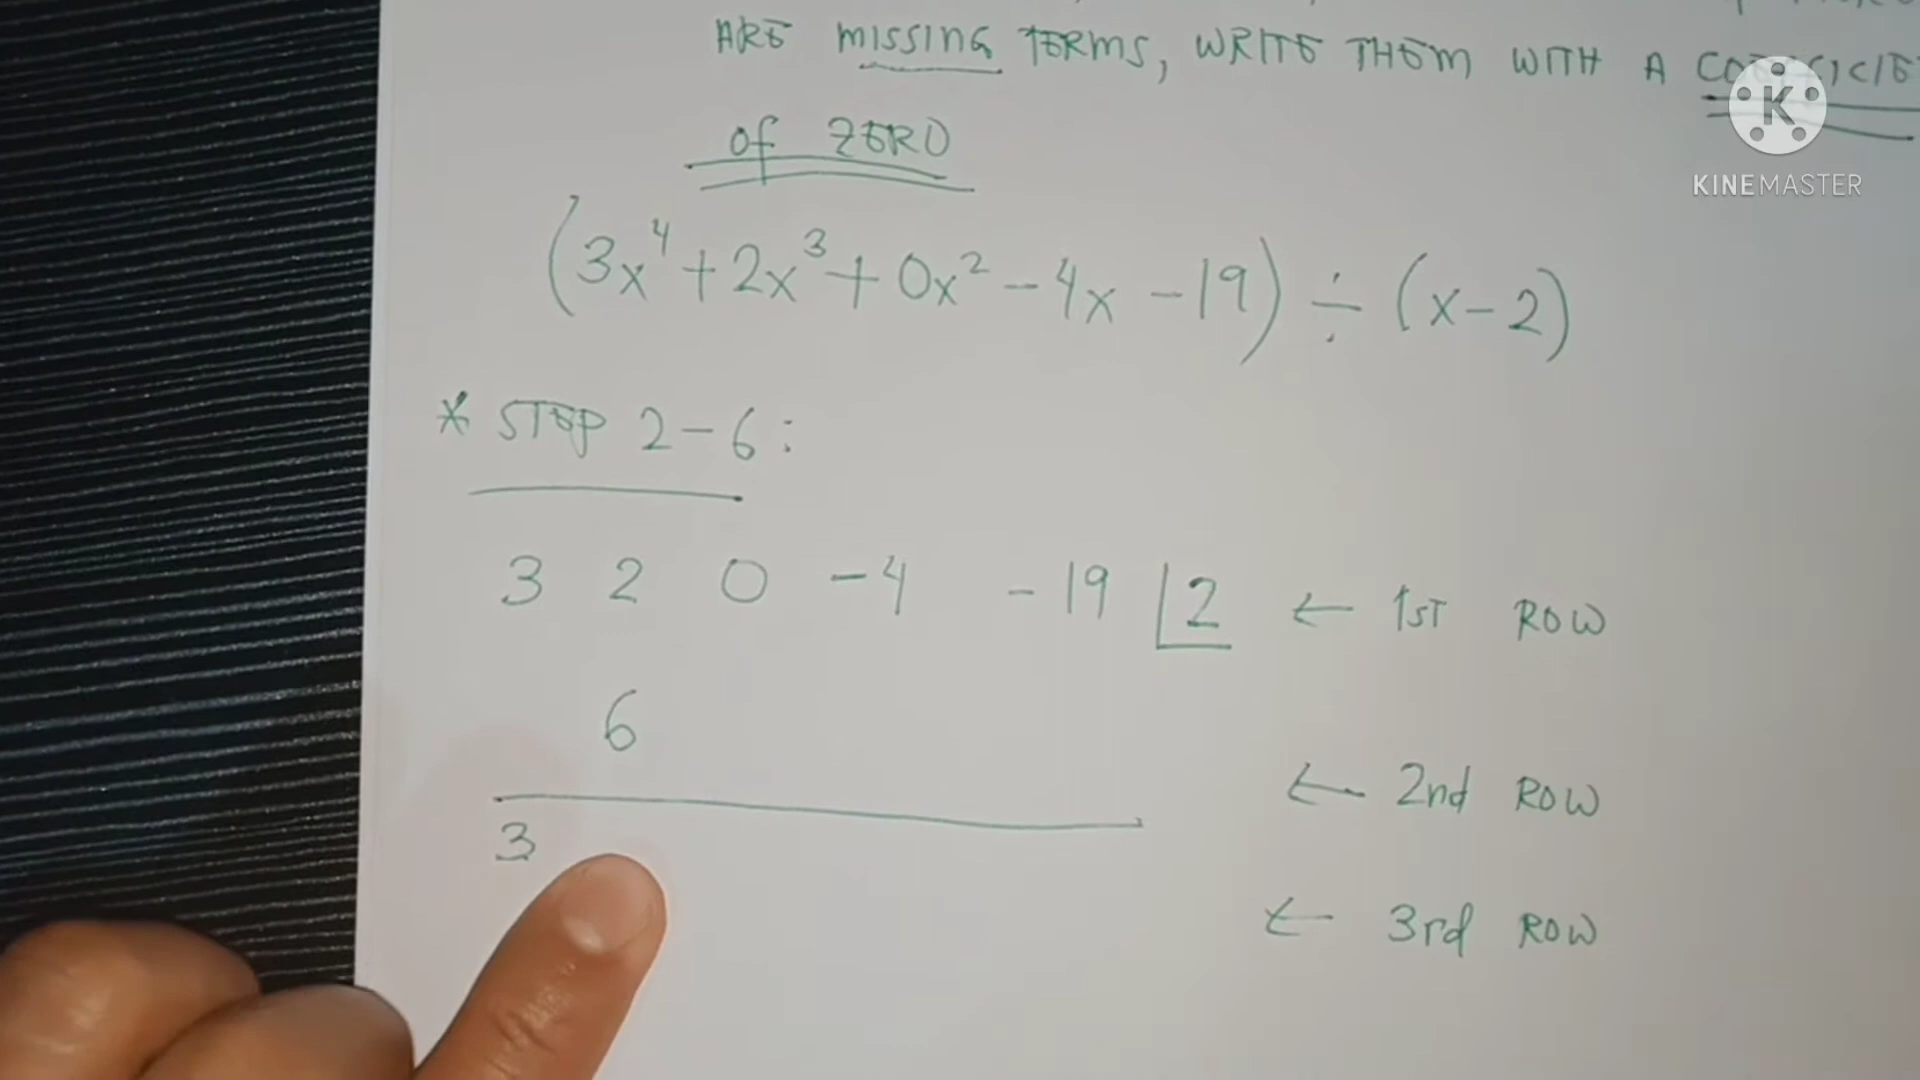 ARE MISSING TERMS, WRITE THEM WITH A
of ZERO
(3x⁴ + 2x³ + 0x² - 4x - 19) ÷ (x - 2)
* STEP 2 - 6 :
3 2 0 -4 -19 2 ← 1ST ROW
6
← 2nd ROW
3
← 3rd ROW
K
KINEMASTER